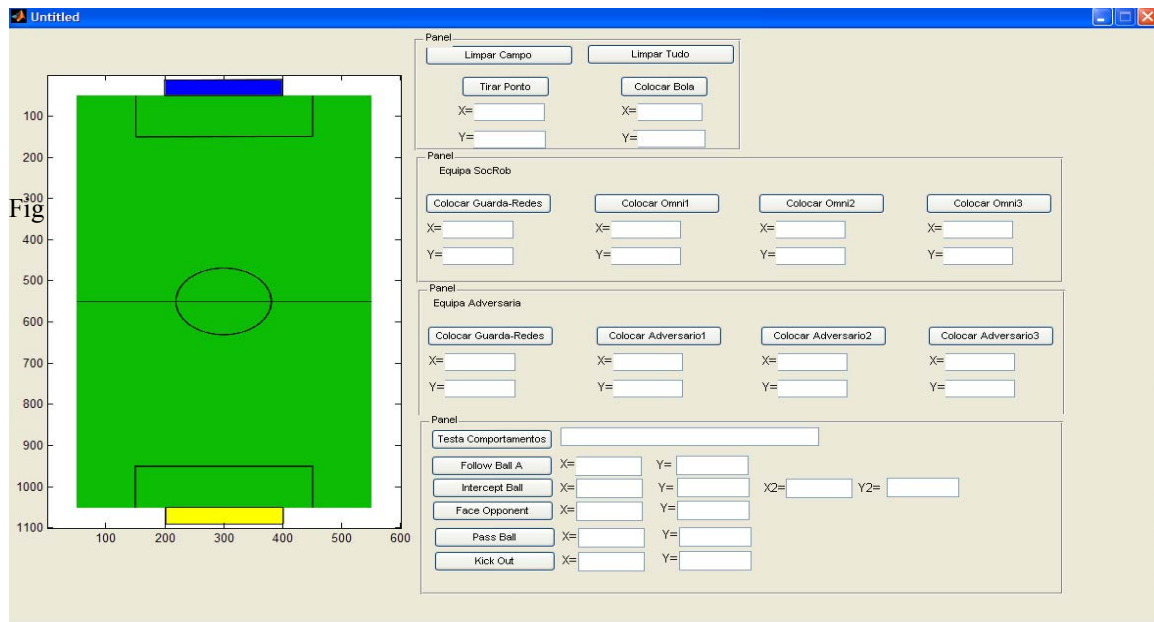 Untitled
Fig
100
200
300
400
500
600
700
800
900
1000
1100
100 200 300 400 500 600
Panel
Limpar Campo Limpar Tudo
Tirar Ponto Colocar Bola
X= X=
Y= Y=
Panel
Equipa SocRob
Colocar Guarda-Redes Colocar Omni1 Colocar Omni2 Colocar Omni3
X= X= X= X=
Y= Y= Y= Y=
Panel
Equipa Adversaria
Colocar Guarda-Redes Colocar Adversario1 Colocar Adversario2 Colocar Adversario3
X= X= X= X=
Y= Y= Y= Y=
Panel
Testa Comportamentos
Follow Ball A X= Y=
Intercept Ball X= Y= X2= Y2=
Face Opponent X= Y=
Pass Ball X= Y=
Kick Out X= Y=